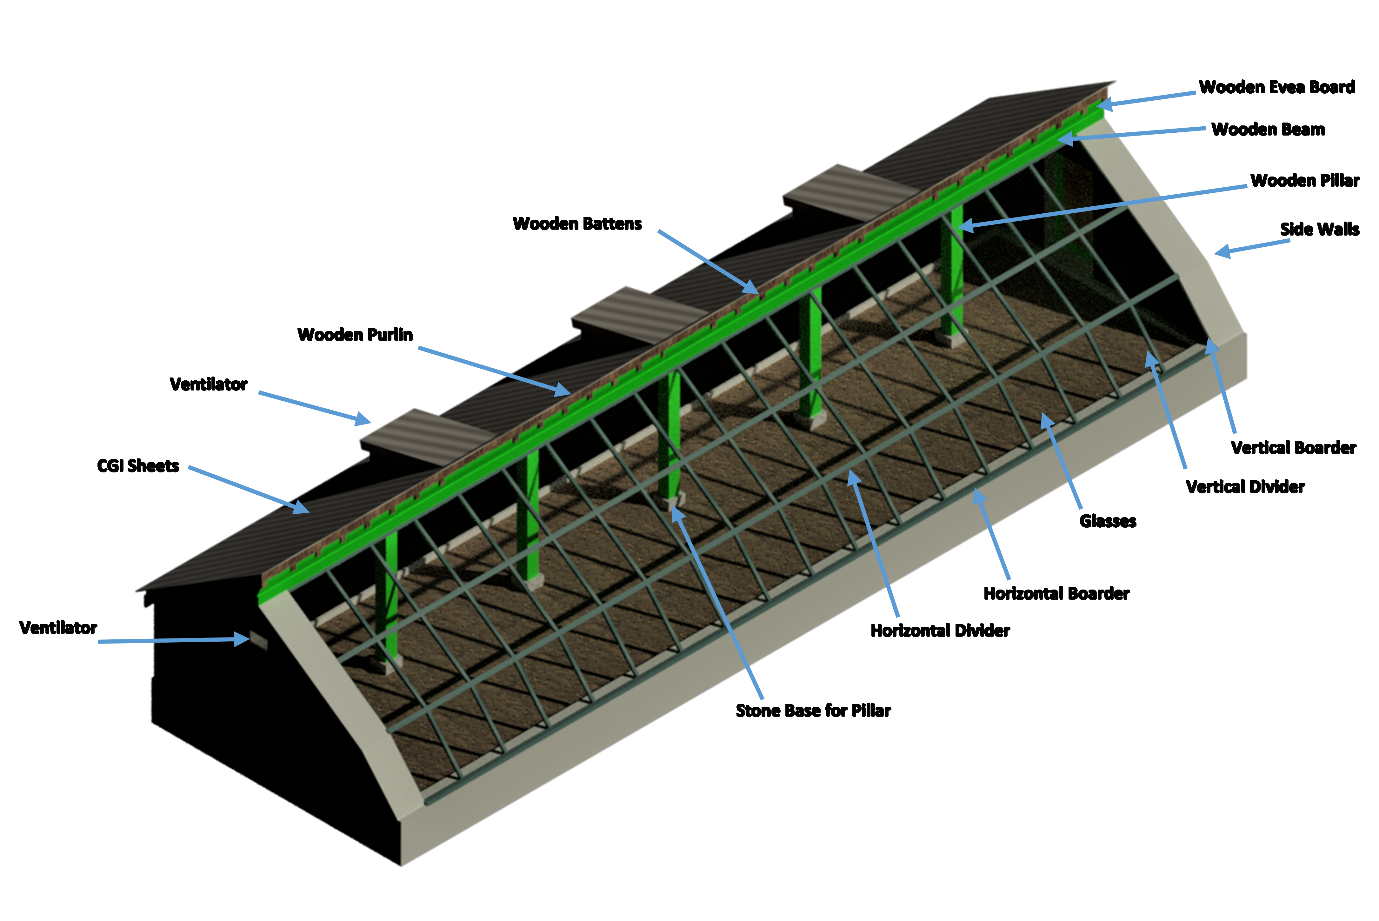 Wooden Evea Board
Wooden Beam
Wooden Pillar
Wooden Battens
Side Walls
Wooden Purlin
Ventilator
Vertical Boarder
CGI Sheets
Vertical Divider
Glasses
Horizontal Boarder
Ventilator
Horizontal Divider
Stone Base for Pillar